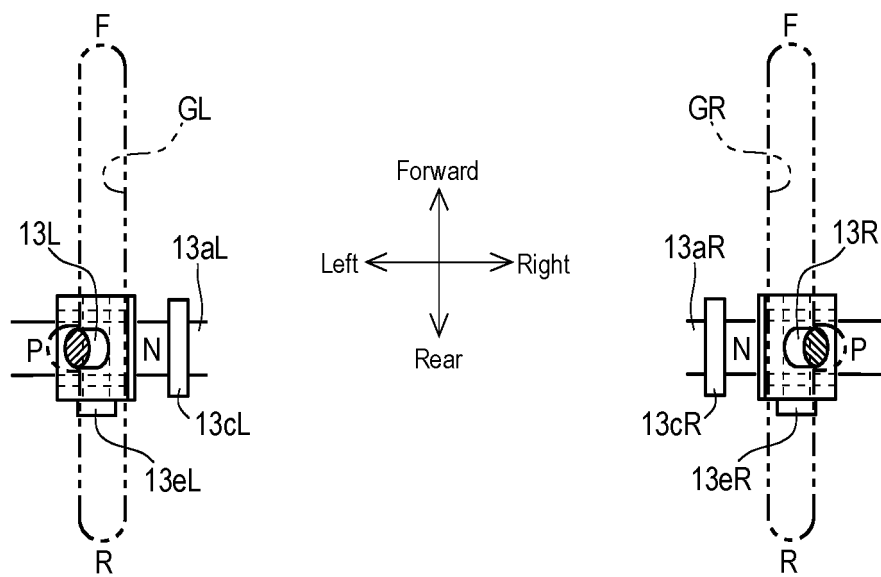 F F
GL GR
Forward
13L 13aL 13aR 13R
Left Right
P N N P
Rear
13cL 13cR
13eL 13eR
R R